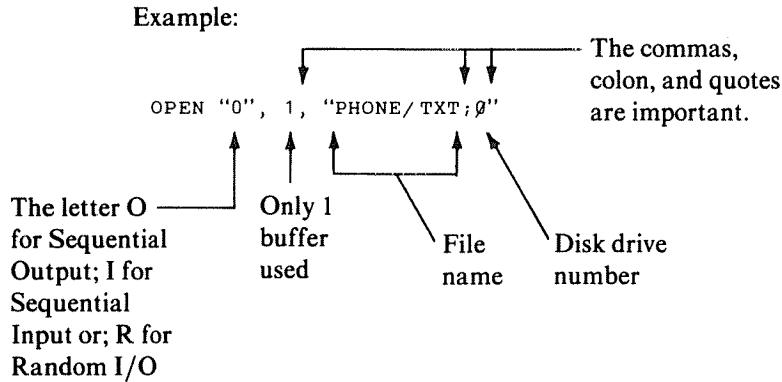 Example:
The commas,
colon, and quotes
are important.
OPEN "O", 1, "PHONE/TXT;0"
The letter O
for Sequential
Output; I for
Sequential
Input or; R for
Random I/O
Only 1
buffer
used
File
name
Disk drive
number